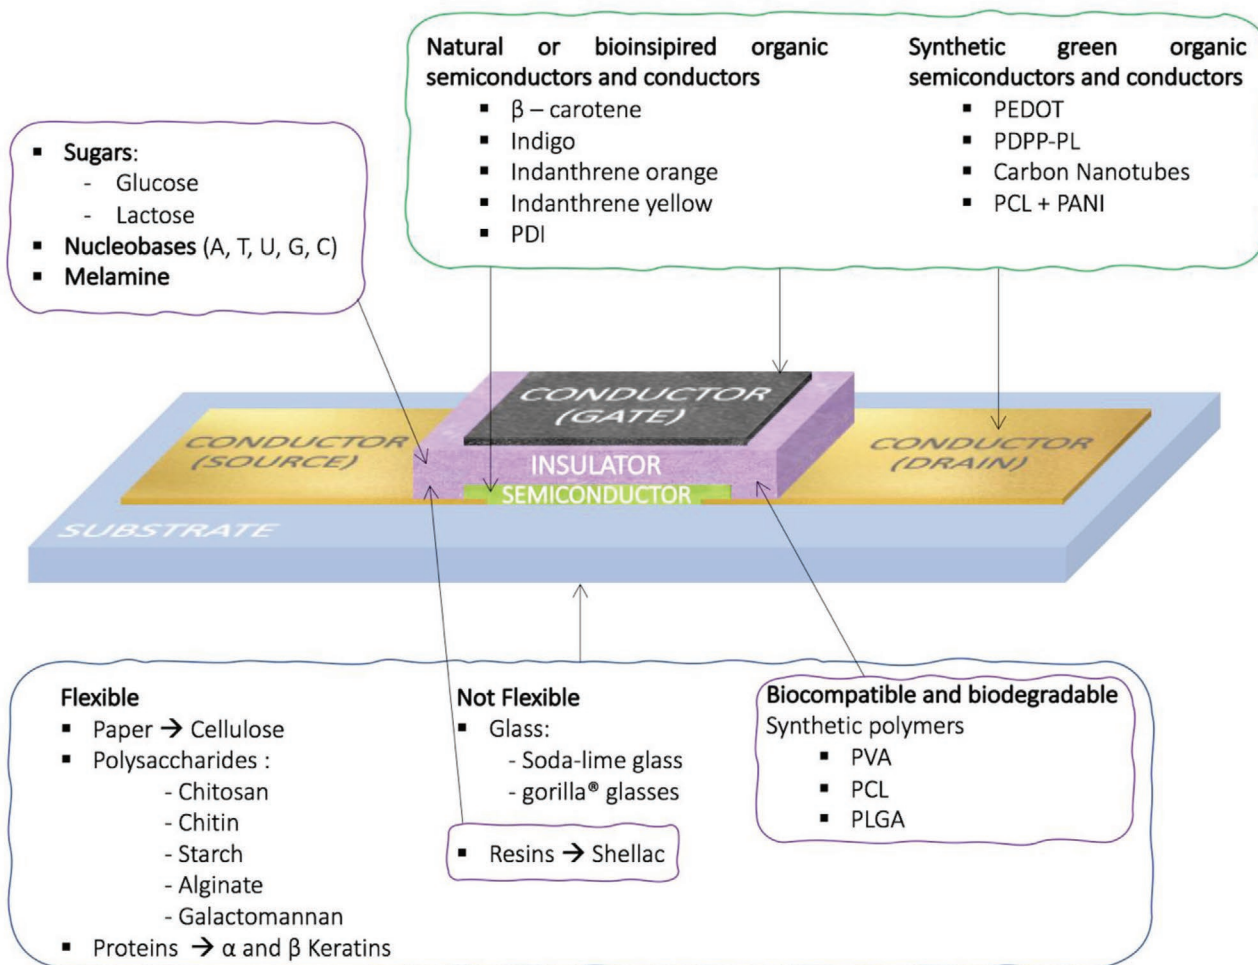 Natural or bioinsipired organic
semiconductors and conductors
▪ β – carotene
▪ Indigo
▪ Indanthrene orange
▪ Indanthrene yellow
▪ PDI
Synthetic green organic
semiconductors and conductors
▪ PEDOT
▪ PDPP-PL
▪ Carbon Nanotubes
▪ PCL + PANI
▪ Sugars:
- Glucose
- Lactose
▪ Nucleobases (A, T, U, G, C)
▪ Melamine
CONDUCTOR
(GATE)
CONDUCTOR
(SOURCE)
CONDUCTOR
(DRAIN)
INSULATOR
SEMICONDUCTOR
SUBSTRATE
Flexible
▪ Paper → Cellulose
▪ Polysaccharides :
- Chitosan
- Chitin
- Starch
- Alginate
- Galactomannan
▪ Proteins → α and β Keratins
Not Flexible
▪ Glass:
- Soda-lime glass
- gorilla® glasses
▪ Resins → Shellac
Biocompatible and biodegradable
Synthetic polymers
▪ PVA
▪ PCL
▪ PLGA